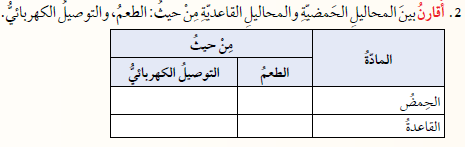 2. أقارنُ بينَ المحاليلِ الحَمضيّةِ والمحاليلِ القاعديّةِ مِنْ حيثُ: الطعمُ، والتوصيلُ الكهربائيُّ.
المادّةُ
مِنْ حيثُ
الطعمُ
التوصيلُ الكهربائيُّ
الحِمضُ
القاعدةُ